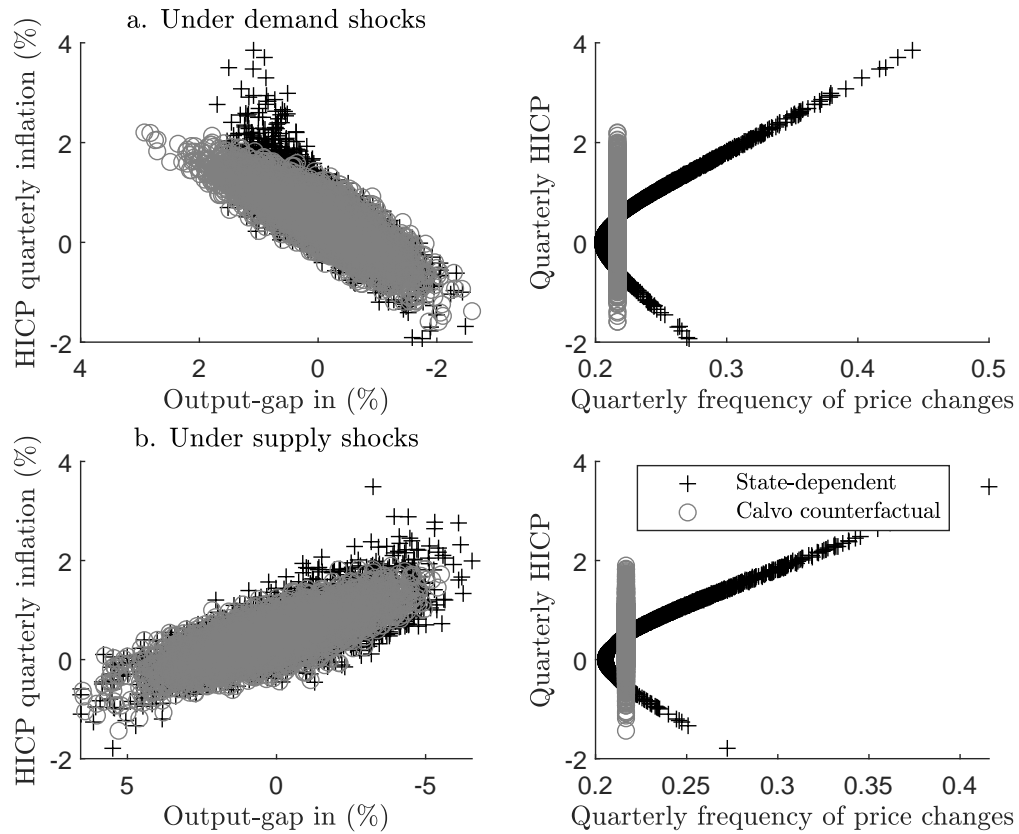 a. Under demand shocks
HICP quarterly inflation (%)
4
2
0
-2
4
2
0
-2
Output-gap in (%)
Quarterly HICP
4
2
0
-2
0.2
0.3
0.4
0.5
Quarterly frequency of price changes
b. Under supply shocks
HICP quarterly inflation (%)
4
2
0
-2
5
0
-5
Output-gap in (%)
Quarterly HICP
4
2
0
-2
0.2
0.25
0.3
0.35
0.4
Quarterly frequency of price changes
State-dependent
Calvo counterfactual